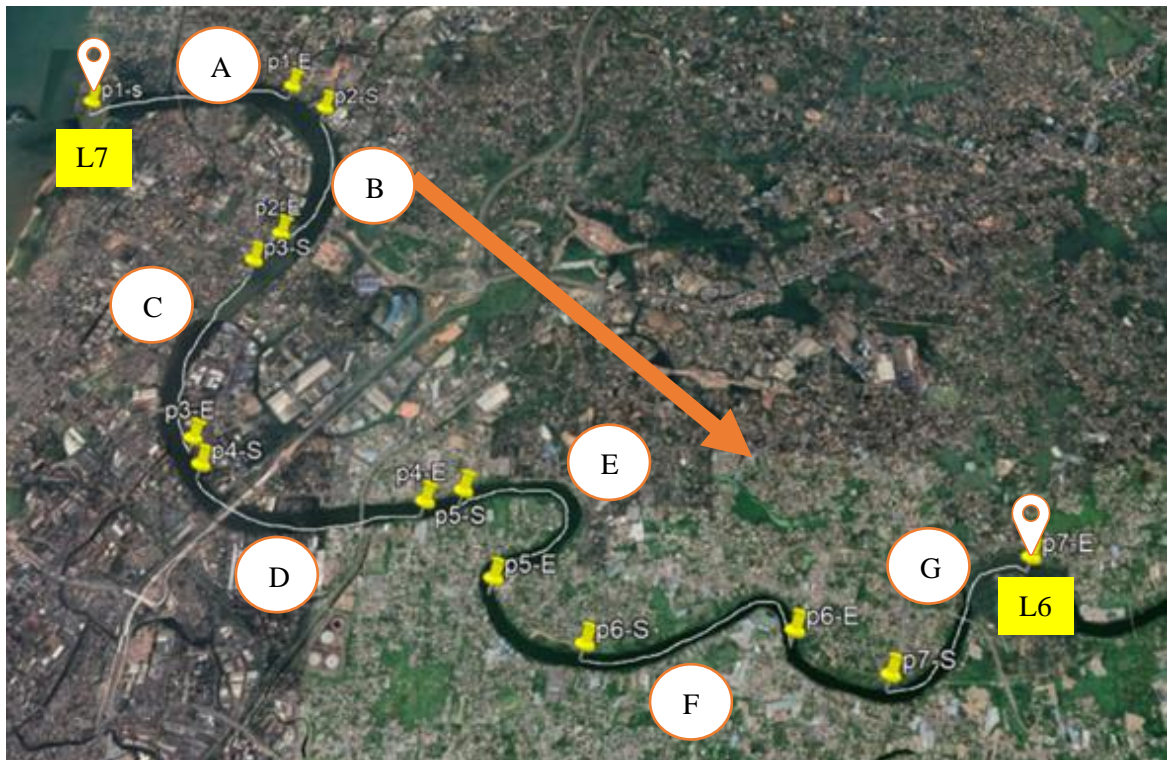 A
p1-s
p1-E
p2-S
L7
B
p2-E
p3-S
C
p3-E
p4-S
E
p4-E
p5-S
D
p5-E
G
p7-E
L6
p6-S
p6-E
p7-S
F